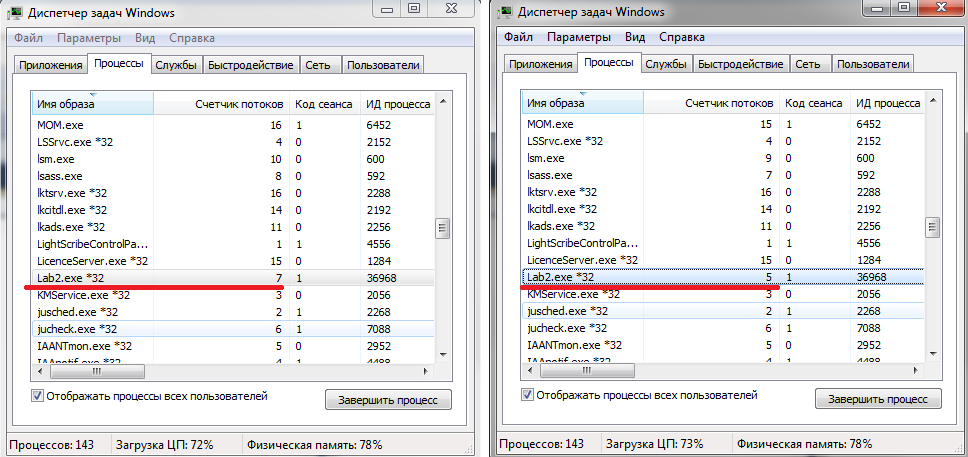 Диспетчер задач Windows
Файл Параметры Вид Справка
Приложения Процессы Службы Быстродействие Сеть Пользователи
Имя образа Счетчик потоков Код сеанса ИД процесса
MOM.exe 16 1 6452
LSSrvc.exe *32 4 0 2152
lsm.exe 10 0 600
lsass.exe 8 0 592
lktsrv.exe *32 16 0 2288
lkcitdl.exe *32 14 0 2192
lkads.exe *32 11 0 2256
LightScribeControlPa... 1 1 4556
LicenceServer.exe *32 15 0 1284
Lab2.exe *32 7 1 36968
KMService.exe *32 3 0 2056
jusched.exe *32 2 1 2268
jucheck.exe *32 6 1 7088
IAANTmon.exe *32 5 0 2952
IAAnotif.exe *32 4 1 4488
Отображать процессы всех пользователей
Завершить процесс
Процессов: 143 Загрузка ЦП: 72% Физическая память: 78%
Диспетчер задач Windows
Файл Параметры Вид Справка
Приложения Процессы Службы Быстродействие Сеть Пользователи
Имя образа Счетчик потоков Код сеанса ИД процесса
MOM.exe 15 1 6452
LSSrvc.exe *32 4 0 2152
lsm.exe 9 0 600
lsass.exe 7 0 592
lktsrv.exe *32 16 0 2288
lkcitdl.exe *32 14 0 2192
lkads.exe *32 11 0 2256
LightScribeControlPa... 1 1 4556
LicenceServer.exe *32 15 0 1284
Lab2.exe *32 5 1 36968
KMService.exe *32 3 0 2056
jusched.exe *32 2 1 2268
jucheck.exe *32 6 1 7088
IAANTmon.exe *32 5 0 2952
IAAnotif.exe *32 4 1 4488
Отображать процессы всех пользователей
Завершить процесс
Процессов: 143 Загрузка ЦП: 73% Физическая память: 78%